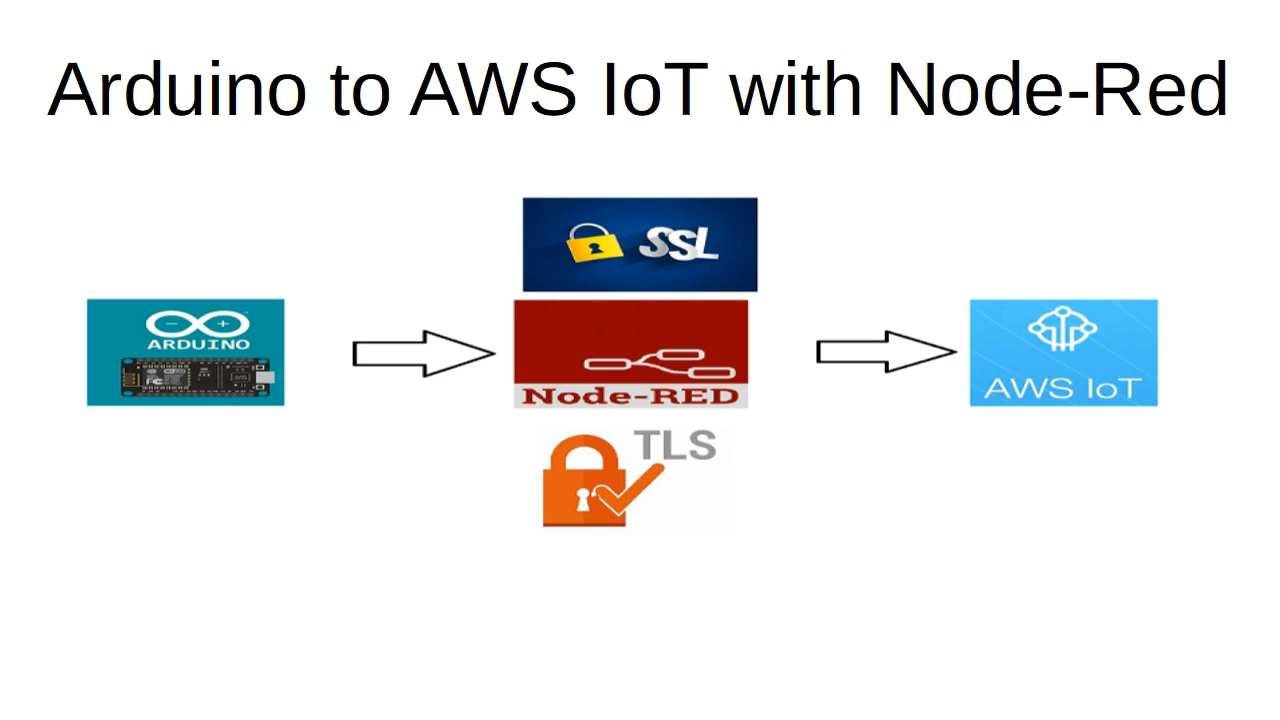 Arduino to AWS IoT with Node-Red
SSL
ARDUINO
Node-RED
AWS IoT
TLS